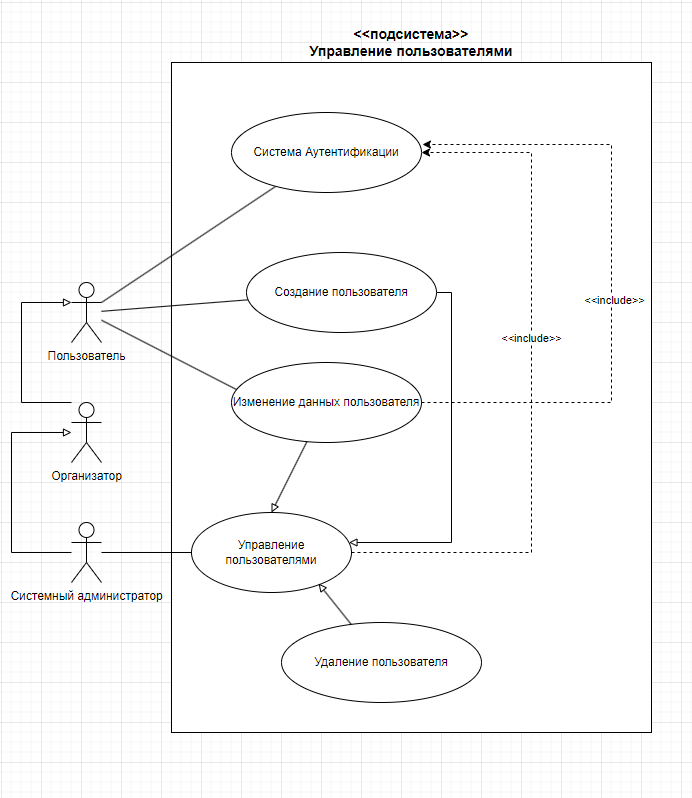 <<подсистема>>
Управление пользователями
Система Аутентификации
Создание пользователя
<<include>>
Пользователь
<<include>>
Изменение данных пользователя
Организатор
Управление
пользователями
Системный администратор
Удаление пользователя